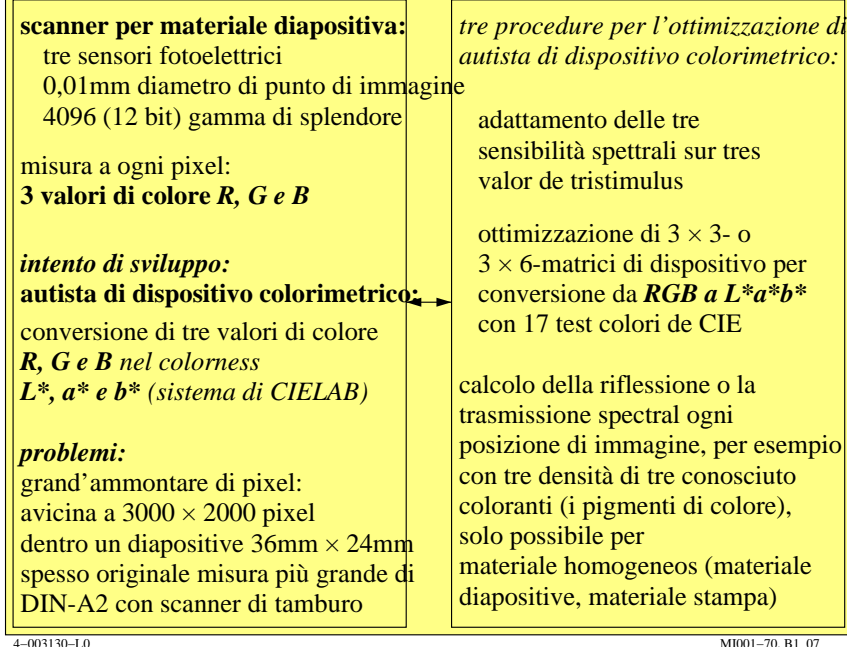 scanner per materiale diapositiva:
tre sensori fotoelettrici
0,01mm diametro di punto di immagine
4096 (12 bit) gamma di splendore
misura a ogni pixel:
3 valori di colore R, G e B
intento di sviluppo:
autista di dispositivo colorimetrico:
conversione di tre valori di colore
R, G e B nel colorness
L*, a* e b* (sistema di CIELAB)
problemi:
grand'ammontare di pixel:
avicina a 3000 × 2000 pixel
dentro un diapositive 36mm × 24mm
spesso originale misura più grande di
DIN-A2 con scanner di tamburo
tre procedure per l'ottimizzazione di
autista di dispositivo colorimetrico:
adattamento delle tre
sensibilità spettrali sur tres
valor de tristimulus
ottimizzazione di 3 × 3- o
3 × 6-matrici di dispositivo per
conversione da RGB a L*a*b*
con 17 test colori de CIE
calcolo della riflessione o la
trasmissione spectral ogni
posizione di immagine, per esempio
con tre densità di tre conosciuto
coloranti (i pigmenti di colore),
solo possibile per
materiale homogeneos (materiale
diapositive, materiale stampa)
4−003130−L0
MI001−70, B1_07